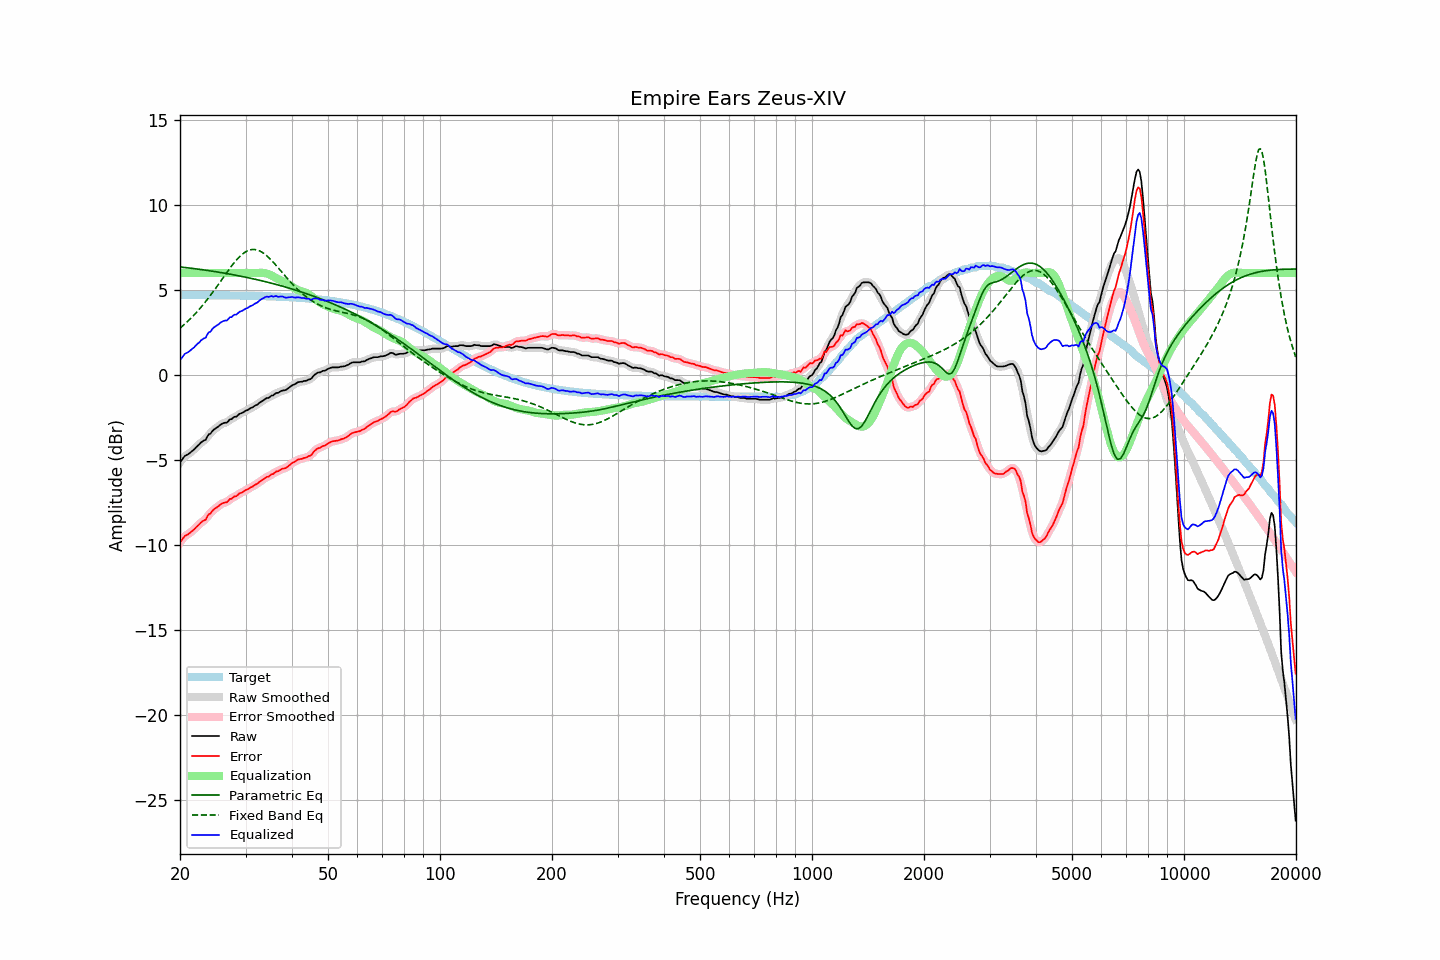 Empire Ears Zeus-XIV
15
10
5
0
−5
−10
−15
−20
−25
Amplitude (dBr)
Target
Raw Smoothed
Error Smoothed
Raw
Error
Equalization
Parametric Eq
Fixed Band Eq
Equalized
20 50 100 200 500 1000 2000 5000 10000 20000
Frequency (Hz)